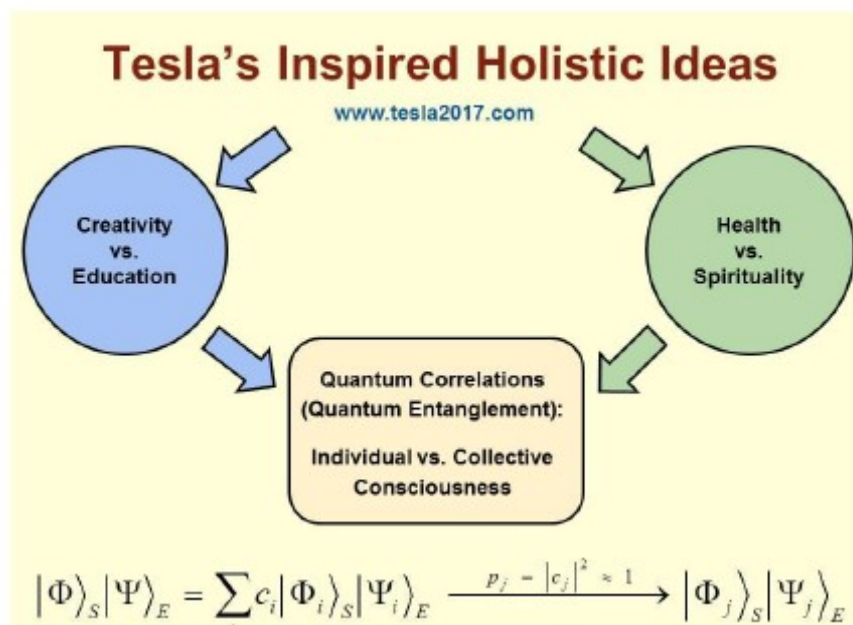 Tesla's Inspired Holistic Ideas
www.tesla2017.com
Creativity
vs.
Education
Health
vs.
Spirituality
Quantum Correlations
(Quantum Entanglement):
Individual vs. Collective
Consciousness
|Φ⟩_S|Ψ⟩_E = ∑ c_i|Φ_i⟩_S|Ψ_i⟩_E —p_j = |c_j|² ≈ 1→ |Φ_j⟩_S|Ψ_j⟩_E